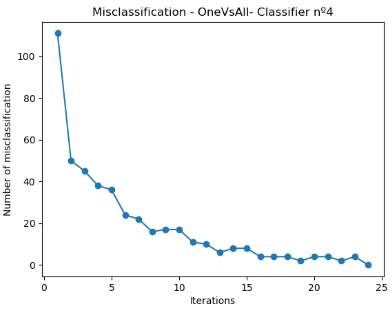 Misclassification - OneVsAll- Classifier nº4
Number of misclassification
100
80
60
40
20
0
0 5 10 15 20 25
Iterations